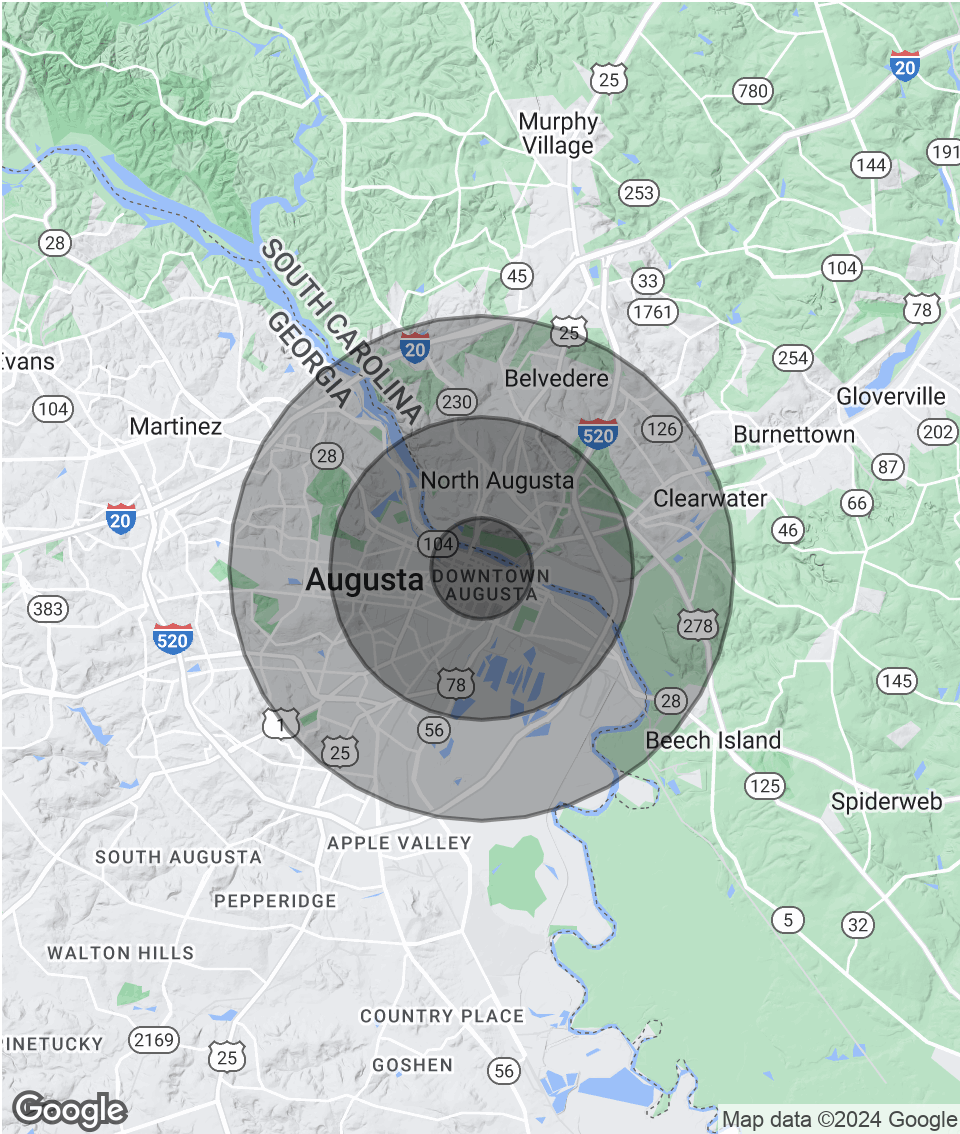 20
25
780
Murphy
Village
191
144
253
28
SOUTH CAROLINA
GEORGIA
45
33
104
1761
78
25
20
254
Evans
Belvedere
230
Gloverville
104
Martinez
520
126
Burnettown
202
28
87
North Augusta
Clearwater
66
20
46
104
Augusta
DOWNTOWN
AUGUSTA
383
278
520
78
145
28
1
56
25
Beech Island
125
Spiderweb
APPLE VALLEY
SOUTH AUGUSTA
PEPPERIDGE
5
32
WALTON HILLS
COUNTRY PLACE
2169
INETUCKY
25
GOSHEN
56
Google
Map data ©2024 Google